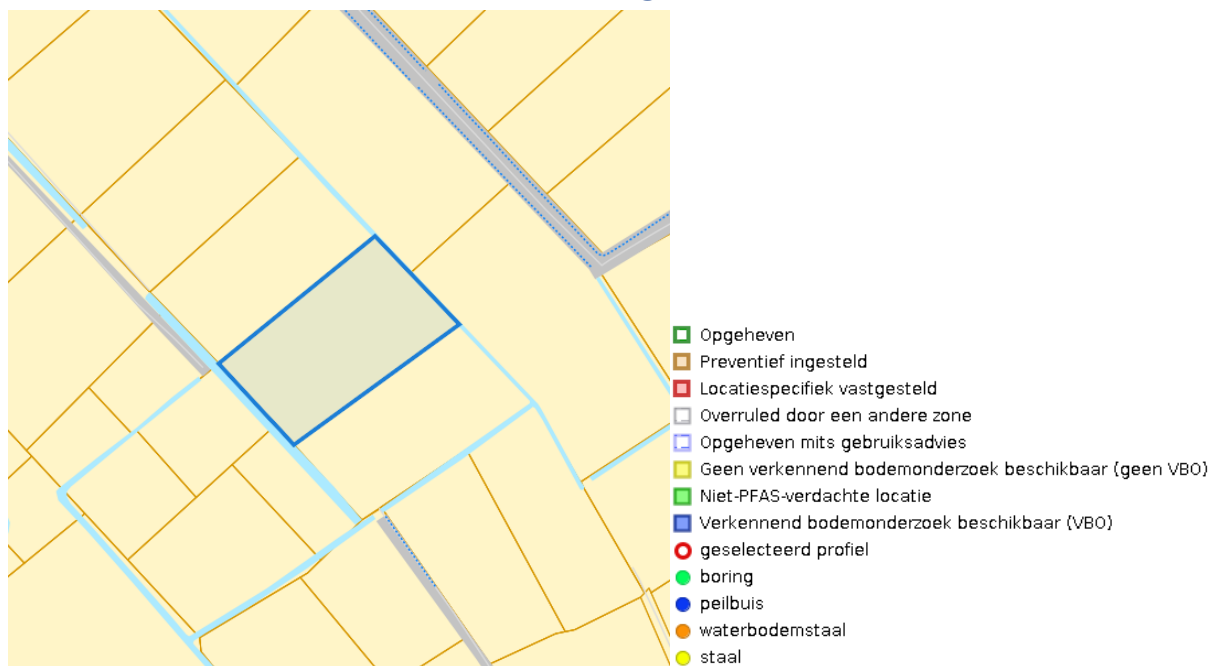 Opgeheven
Preventief ingesteld
Locatiespecifiek vastgesteld
Overruled door een andere zone
Opgeheven mits gebruiksadvies
Geen verkennend bodemonderzoek beschikbaar (geen VBO)
Niet-PFAS-verdachte locatie
Verkennend bodemonderzoek beschikbaar (VBO)
geselecteerd profiel
boring
peilbuis
waterbodemstaal
staal